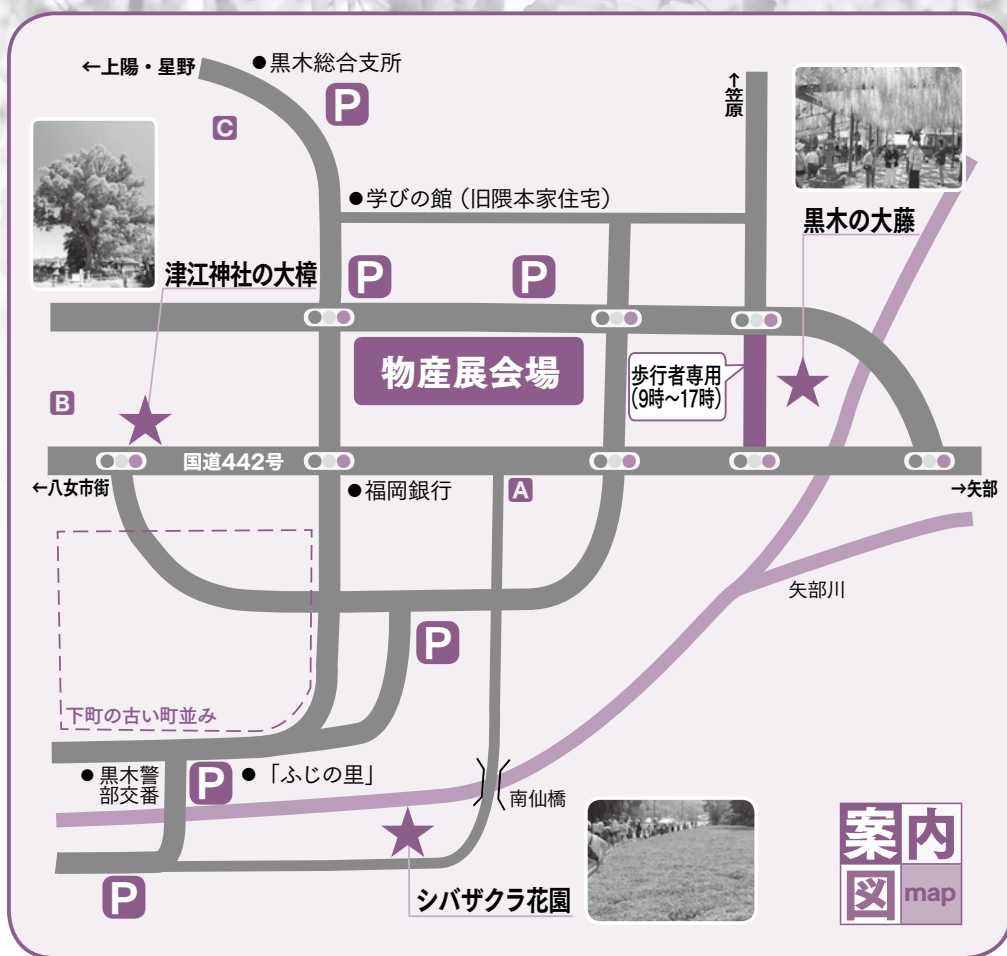 ←上陽・星野
●黒木総合支所
P
C
↑笠原
●学びの館（旧隈本家住宅）
黒木の大藤
津江神社の大樟
P
P
物産展会場
歩行者専用
（9時～17時）
B
国道442号
←八女市街
●福岡銀行
A
→矢部
矢部川
P
下町の古い町並み
●黒木警
部交番
P
●「ふじの里」
南仙橋
P
シバザクラ花園
案内
図 map